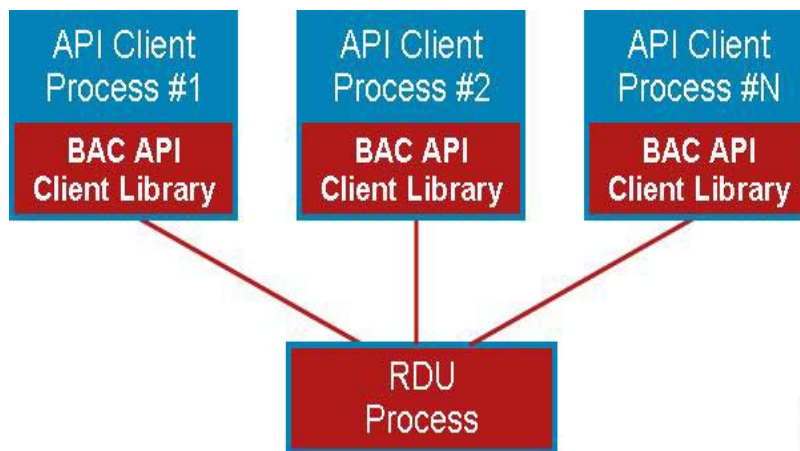 API Client
Process #1
BAC API
Client Library
API Client
Process #2
BAC API
Client Library
API Client
Process #N
BAC API
Client Library
RDU
Process